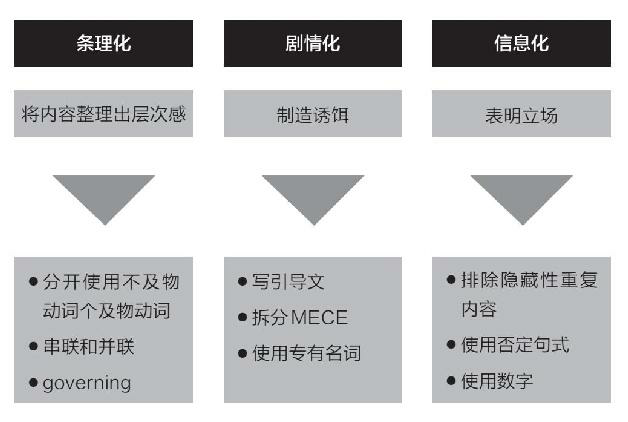 条理化
将内容整理出层次感
● 分开使用不及物
动词个及物动词
● 串联和并联
● governing
剧情化
制造诱饵
● 写引导文
● 拆分MECE
● 使用专有名词
信息化
表明立场
● 排除隐藏性重复
内容
● 使用否定句式
● 使用数字